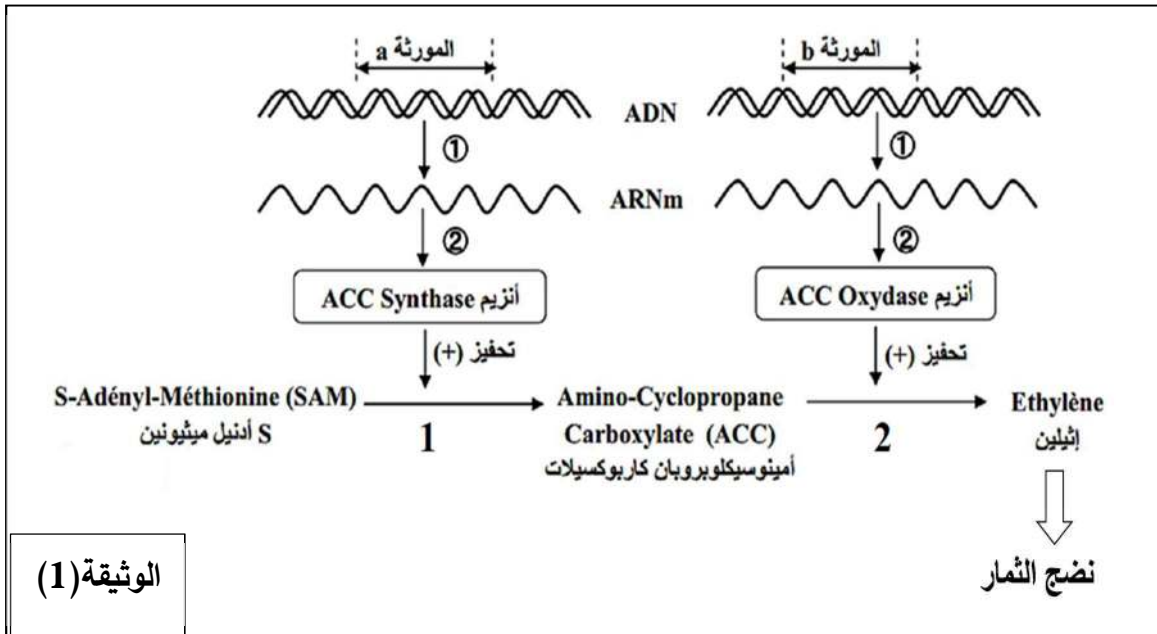 المورثة a
المورثة b
ADN
①
①
ARNm
②
②
أنزيم ACC Synthase
أنزيم ACC Oxydase
تحفيز (+)
تحفيز (+)
S-Adényl-Méthionine (SAM)
S أدنيل ميثيونين
1
Amino-Cyclopropane
Carboxylate (ACC)
أمينوسيكلوبروبان كاربوكسيلات
2
Ethylène
إثيلين
نضج الثمار
الوثيقة(1)